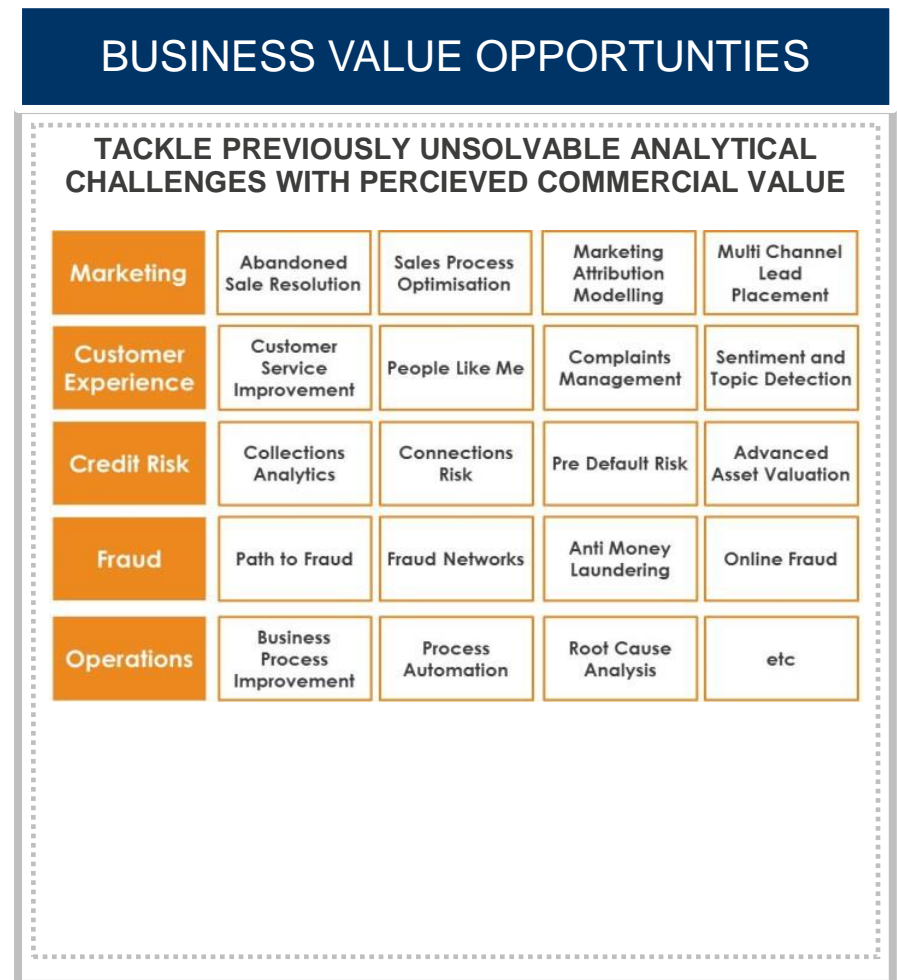 BUSINESS VALUE OPPORTUNTIES
TACKLE PREVIOUSLY UNSOLVABLE ANALYTICAL
CHALLENGES WITH PERCIEVED COMMERCIAL VALUE
Marketing
Abandoned
Sale Resolution
Sales Process
Optimisation
Marketing
Attribution
Modelling
Multi Channel
Lead
Placement
Customer
Experience
Customer
Service
Improvement
People Like Me
Complaints
Management
Sentiment and
Topic Detection
Credit Risk
Collections
Analytics
Connections
Risk
Pre Default Risk
Advanced
Asset Valuation
Fraud
Path to Fraud
Fraud Networks
Anti Money
Laundering
Online Fraud
Operations
Business
Process
Improvement
Process
Automation
Root Cause
Analysis
etc